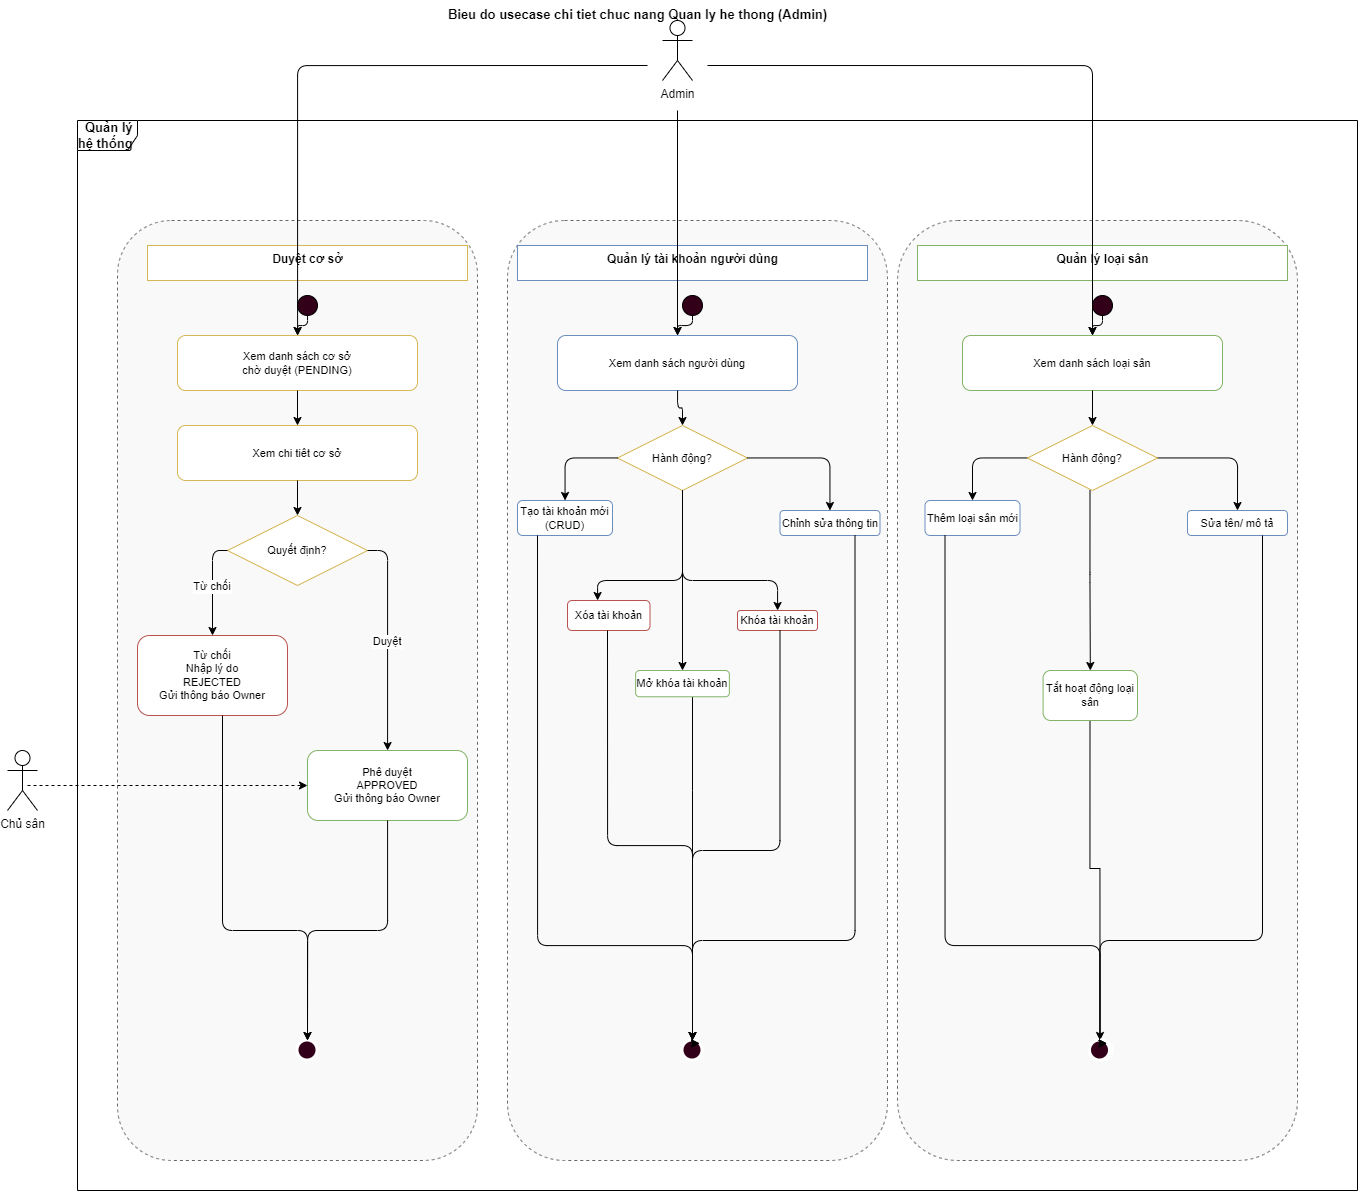 Bieu do usecase chi tiet chuc nang Quan ly he thong (Admin)
Admin
Quản lý
hệ thống
Duyệt cơ sở
Xem danh sách cơ sở
chờ duyệt (PENDING)
Xem chi tiết cơ sở
Quyết định?
Từ chối
Duyệt
Từ chối
Nhập lý do
REJECTED
Gửi thông báo Owner
Phê duyệt
APPROVED
Gửi thông báo Owner
Chủ sân
Quản lý tài khoản người dùng
Xem danh sách người dùng
Hành động?
Tạo tài khoản mới
(CRUD)
Chỉnh sửa thông tin
Xóa tài khoản
Khóa tài khoản
Mở khóa tài khoản
Quản lý loại sân
Xem danh sách loại sân
Hành động?
Thêm loại sân mới
Sửa tên/ mô tả
Tắt hoạt động loại
sân